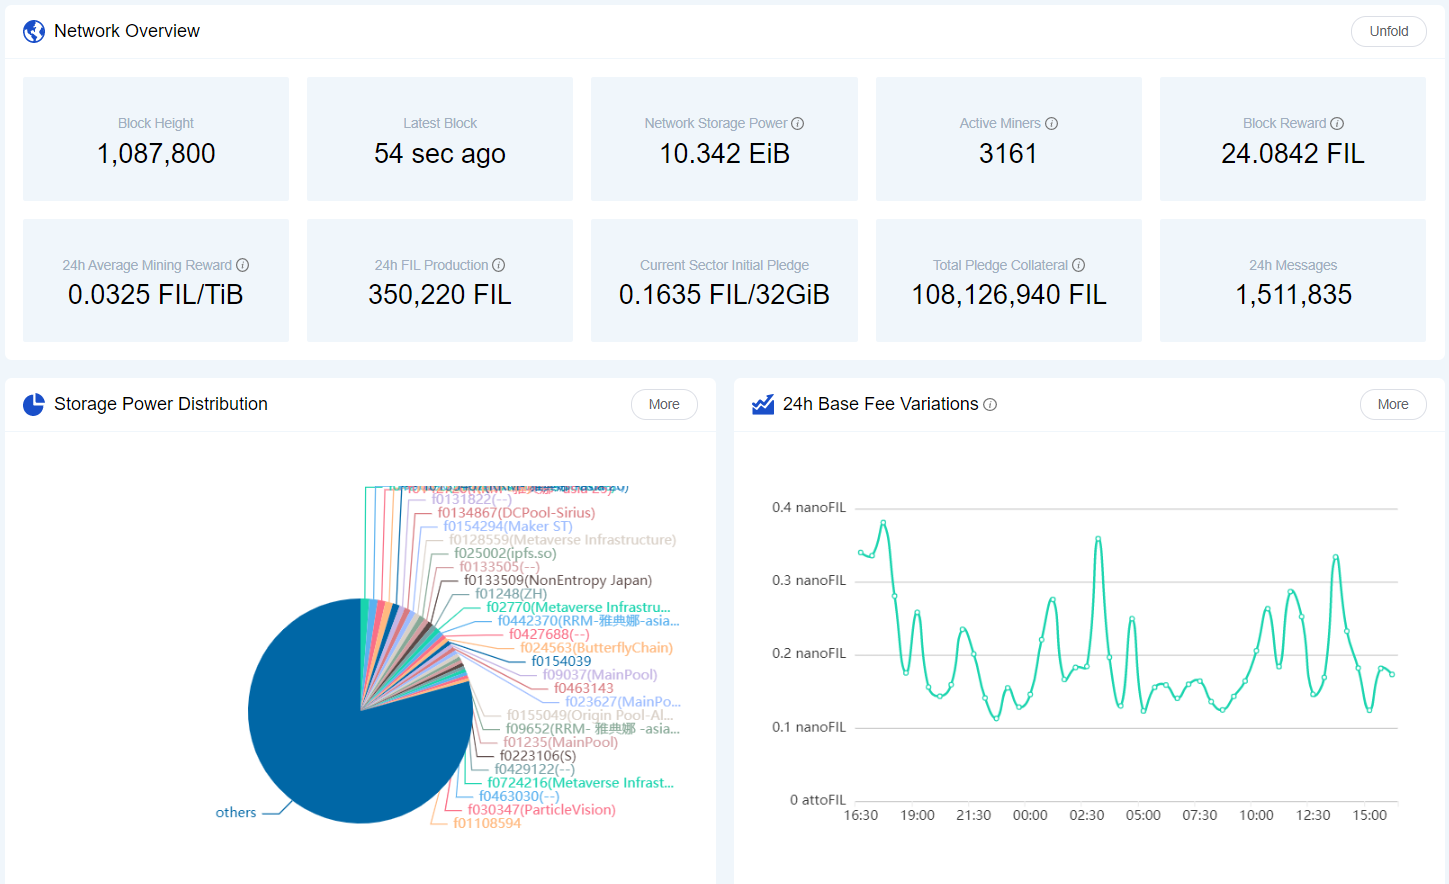 Network Overview
Unfold
Block Height
1,087,800
Latest Block
54 sec ago
Network Storage Power
10.342 EiB
Active Miners
3161
Block Reward
24.0842 FIL
24h Average Mining Reward
0.0325 FIL/TiB
24h FIL Production
350,220 FIL
Current Sector Initial Pledge
0.1635 FIL/32GiB
Total Pledge Collateral
108,126,940 FIL
24h Messages
1,511,835
Storage Power Distribution
More
f0131822(--)
f0134867(DCPool-Sirius)
f0154294(Maker ST)
f0128559(Metaverse Infrastructure)
f025002(ipfs.so)
f0133505(--)
f0133509(NonEntropy Japan)
f01248(ZH)
f02770(Metaverse Infrastru...
f0442370(RRM-雅典娜-asia...
f0427688(--)
f024563(ButterflyChain)
f0154039
f09037(MainPool)
f0463143
f023627(MainPo...
f0155049(Origin Pool-Al...
f09652(RRM- 雅典娜 -asia...
f01235(MainPool)
f0223106(S)
f0429122(--)
f0724216(Metaverse Infrast...
f0463030(--)
f030347(ParticleVision)
f01108594
others
24h Base Fee Variations
More
0.4 nanoFIL
0.3 nanoFIL
0.2 nanoFIL
0.1 nanoFIL
0 attoFIL
16:30 19:00 21:30 00:00 02:30 05:00 07:30 10:00 12:30 15:00